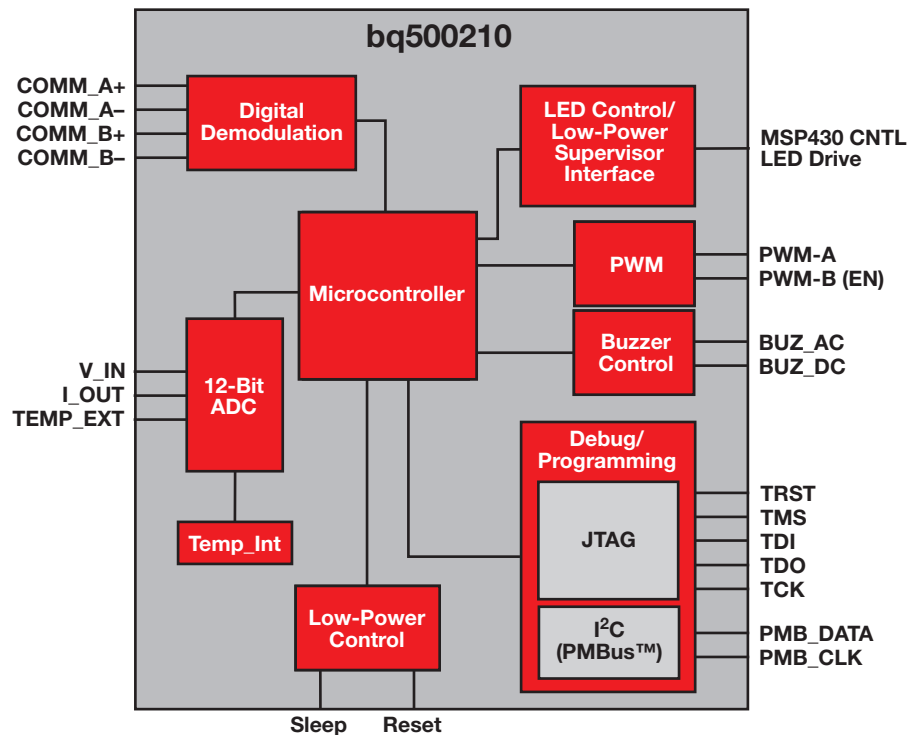 bq500210
COMM_A+
COMM_A–
COMM_B+
COMM_B–
Digital
Demodulation
LED Control/
Low-Power
Supervisor
Interface
MSP430 CNTL
LED Drive
Microcontroller
PWM
PWM-A
PWM-B (EN)
Buzzer
Control
BUZ_AC
BUZ_DC
V_IN
I_OUT
TEMP_EXT
12-Bit
ADC
Temp_Int
Debug/
Programming
JTAG
TRST
TMS
TDI
TDO
TCK
I²C
(PMBus™)
PMB_DATA
PMB_CLK
Low-Power
Control
Sleep
Reset